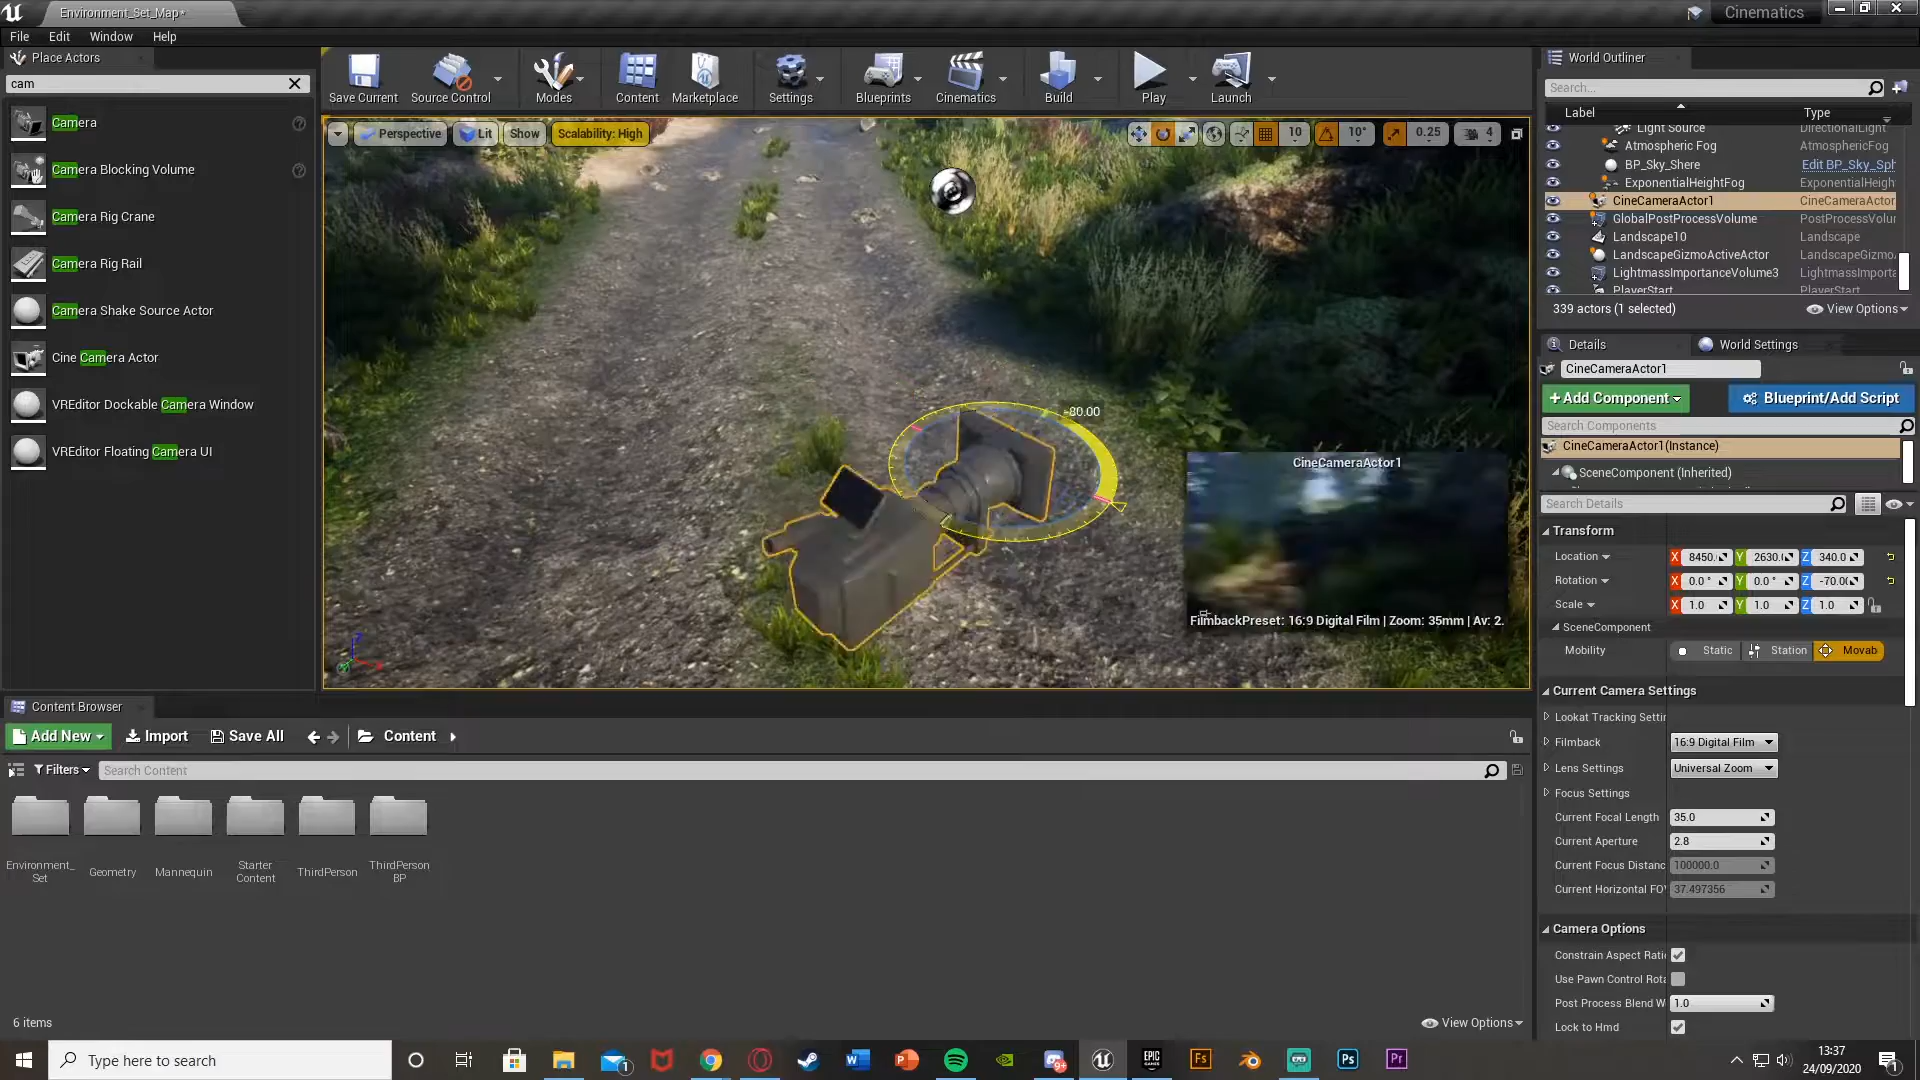 Environment_Set_Map*
Cinematics
File Edit Window Help
Place Actors
cam
Camera
Camera Blocking Volume
Camera Rig Crane
Camera Rig Rail
Camera Shake Source Actor
Cine Camera Actor
VREditor Dockable Camera Window
VREditor Floating Camera UI
Save Current
Source Control
Modes
Content
Marketplace
Settings
Blueprints
Cinematics
Build
Play
Launch
Perspective
Lit
Show
Scalability: High
10
10°
0.25
4
-80.00
CineCameraActor1
FilmbackPreset: 16:9 Digital Film | Zoom: 35mm | Av: 2.
World Outliner
Search...
Label Type
Light Source DirectionalLight
Atmospheric Fog AtmosphericFog
BP_Sky_Shere Edit BP_Sky_Sph
ExponentialHeightFog ExponentialHeigh
CineCameraActor1 CineCameraActor
GlobalPostProcessVolume PostProcessVolur
Landscape10 Landscape
LandscapeGizmoActiveActor LandscapeGizmo
LightmassImportanceVolume3 LightmassImporta
PlayerStart PlayerStart
339 actors (1 selected)
View Options
Details
World Settings
CineCameraActor1
+Add Component
Blueprint/Add Script
Search Components
CineCameraActor1(Instance)
SceneComponent (Inherited)
Search Details
Transform
Location X 8450. Y 2630.( Z 340.0
Rotation X 0.0 ° Y 0.0 ° Z -70.0(
Scale X 1.0 Y 1.0 Z 1.0
SceneComponent
Mobility Static Station Movab
Current Camera Settings
Lookat Tracking Settir
Filmback 16:9 Digital Film
Lens Settings Universal Zoom
Focus Settings
Current Focal Length 35.0
Current Aperture 2.8
Current Focus Distanc 100000.0
Current Horizontal FO 37.497356
Camera Options
Constrain Aspect Rati
Use Pawn Control Rota
Post Process Blend W 1.0
Lock to Hmd
Content Browser
Add New
Import
Save All
Content
Filters
Search Content
Environment_
Set
Geometry
Mannequin
Starter
Content
ThirdPerson
ThirdPerson
BP
6 items
View Options
Type here to search
13:37
24/09/2020